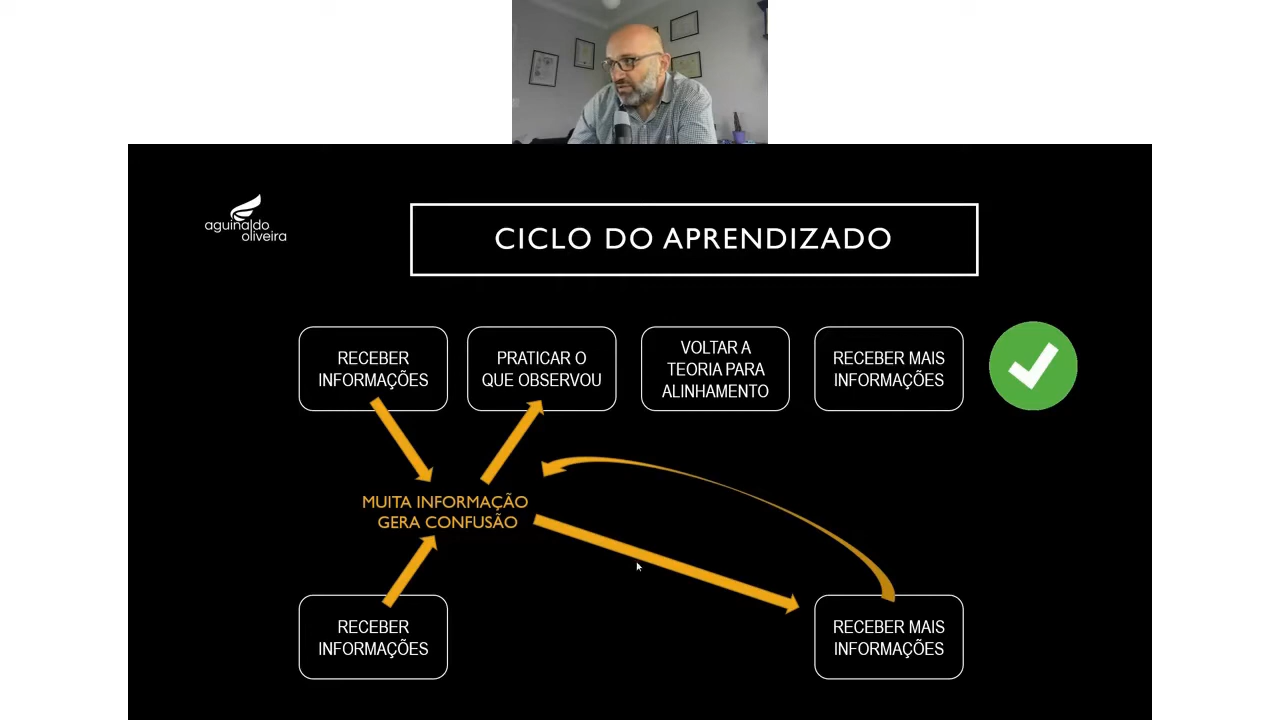 aguinaldo
oliveira
CICLO DO APRENDIZADO
RECEBER
INFORMAÇÕES
PRATICAR O
QUE OBSERVOU
VOLTAR A
TEORIA PARA
ALINHAMENTO
RECEBER MAIS
INFORMAÇÕES
MUITA INFORMAÇÃO
GERA CONFUSÃO
RECEBER
INFORMAÇÕES
RECEBER MAIS
INFORMAÇÕES